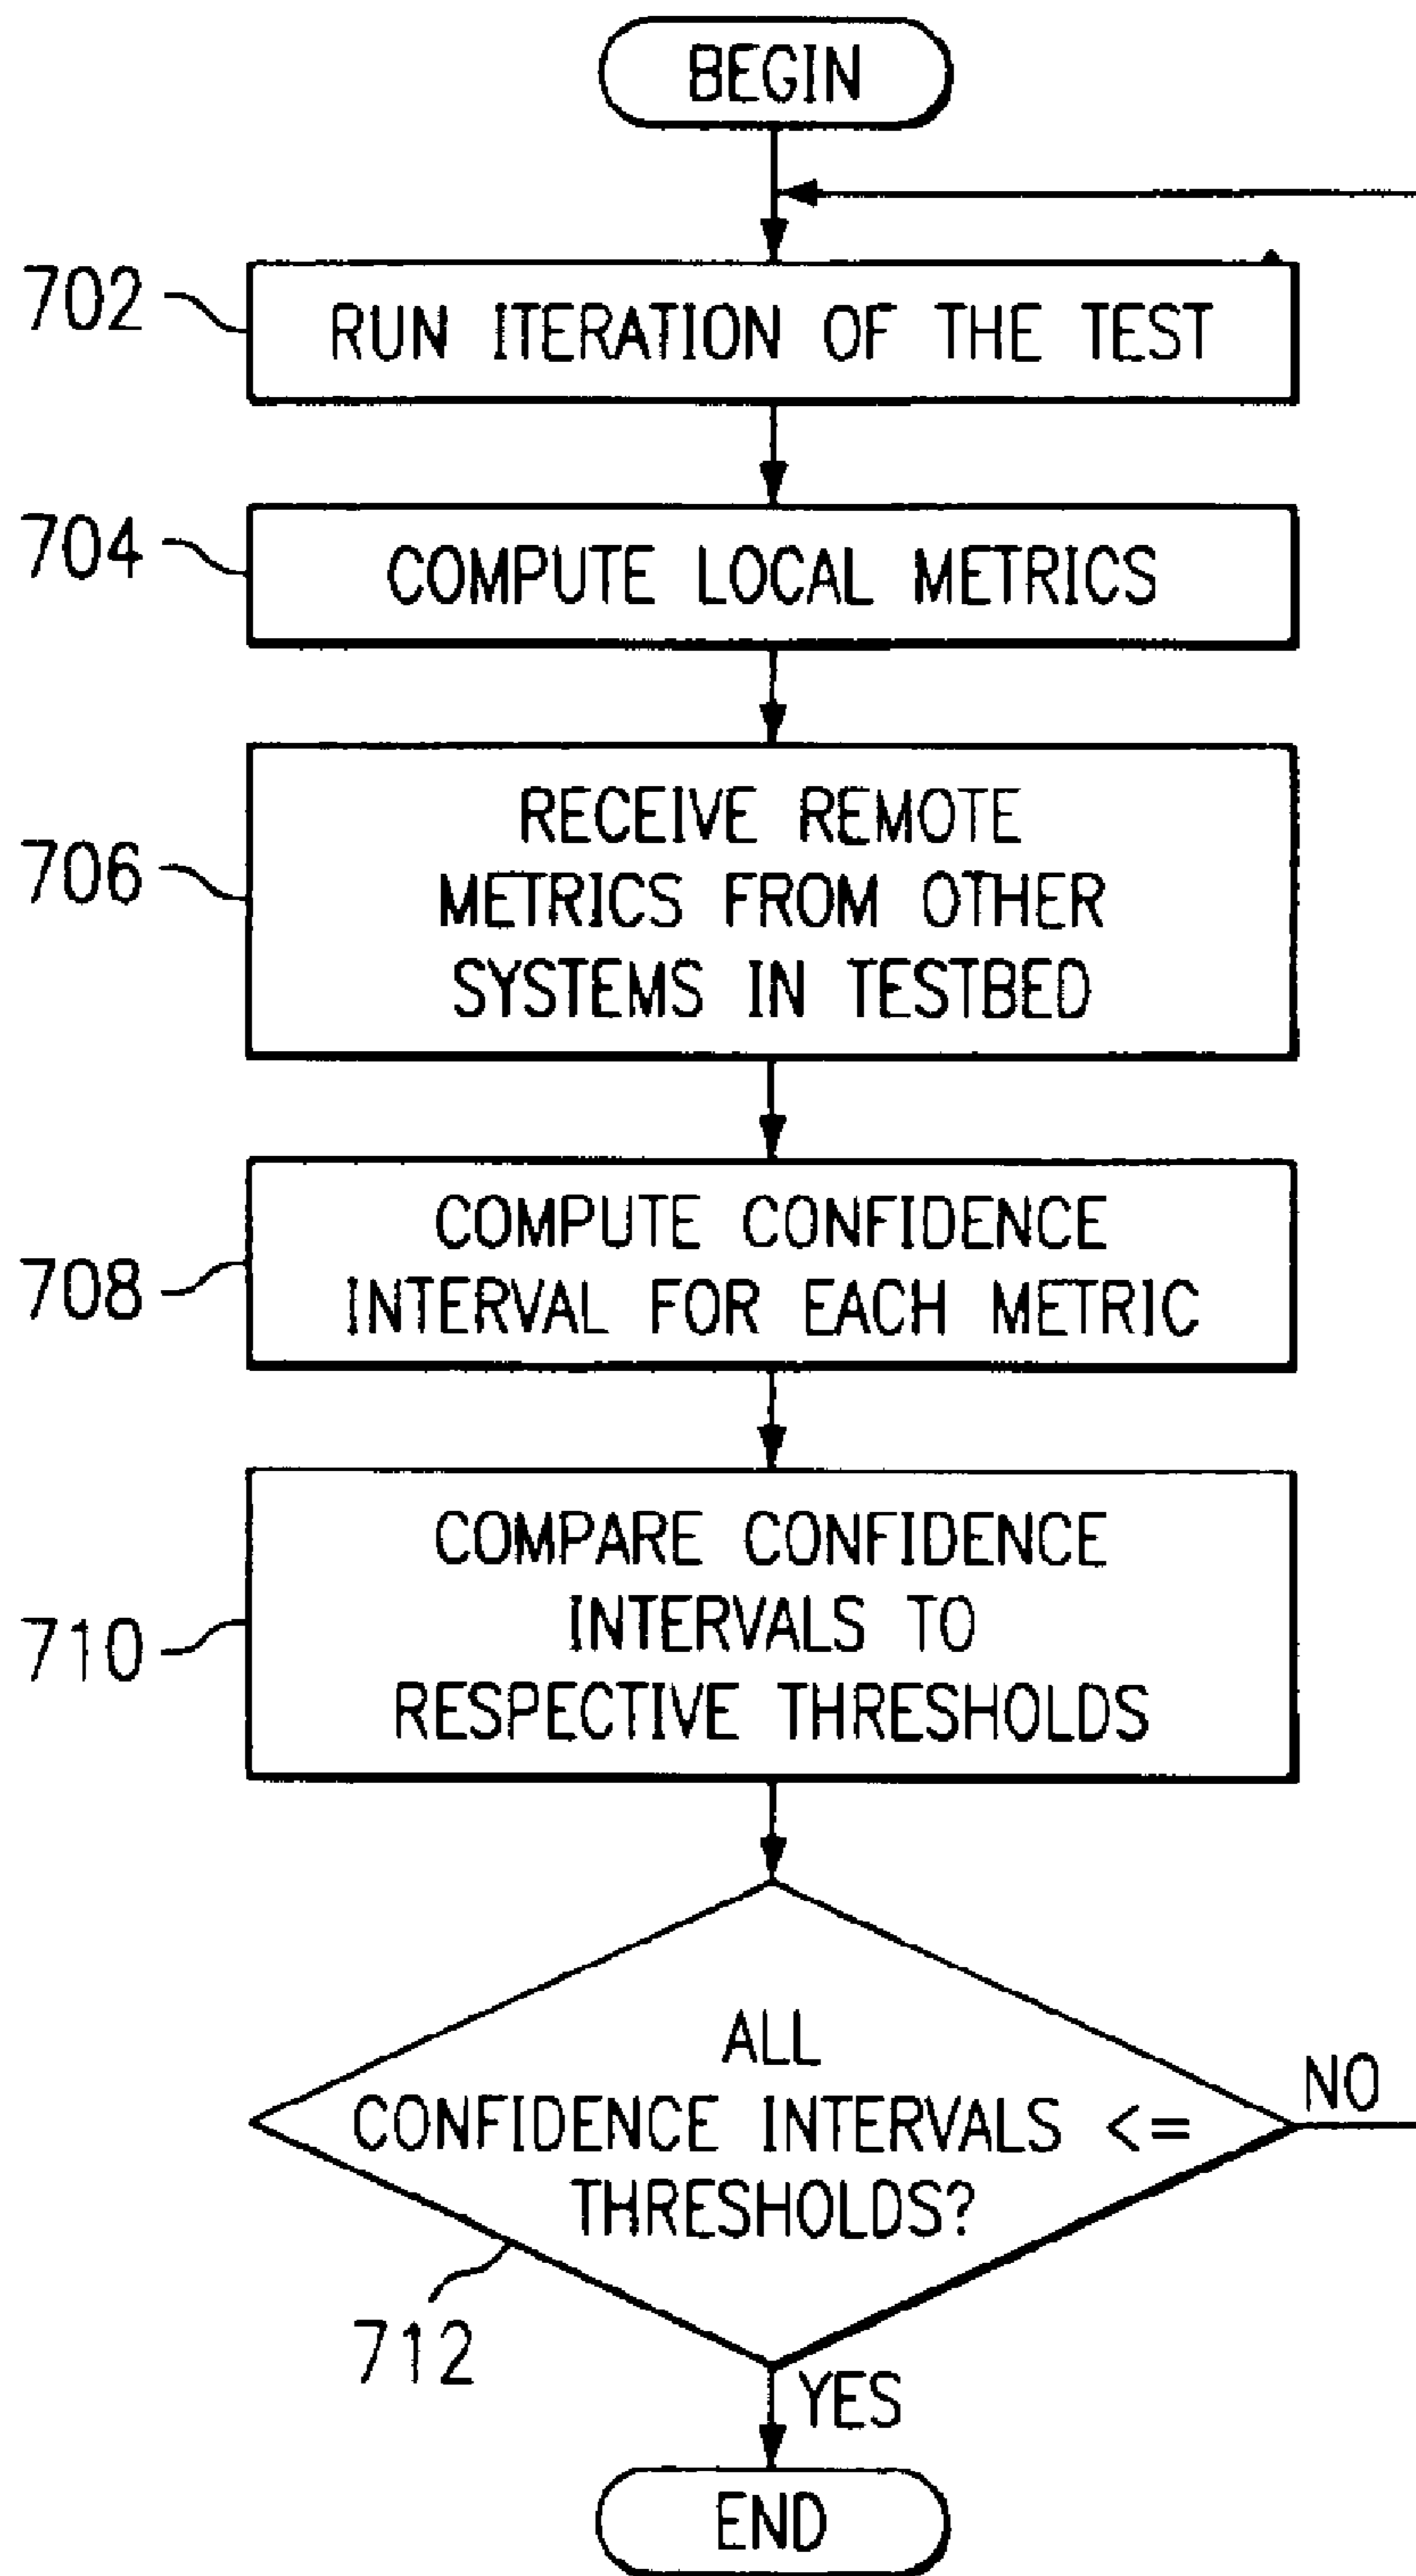 BEGIN
702
RUN ITERATION OF THE TEST
704
COMPUTE LOCAL METRICS
706
RECEIVE REMOTE
METRICS FROM OTHER
SYSTEMS IN TESTBED
708
COMPUTE CONFIDENCE
INTERVAL FOR EACH METRIC
710
COMPARE CONFIDENCE
INTERVALS TO
RESPECTIVE THRESHOLDS
ALL
CONFIDENCE INTERVALS <=
THRESHOLDS?
NO
712
YES
END